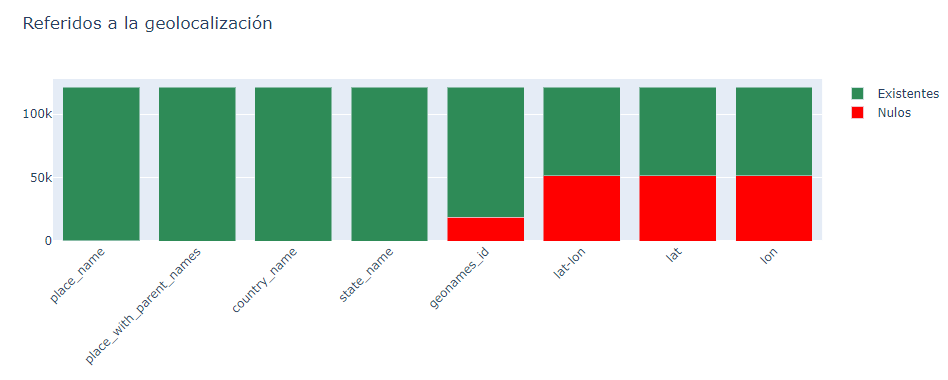 Referidos a la geolocalización
Existentes
Nulos
100k
50k
0
place_name
place_with_parent_names
country_name
state_name
geonames_id
lat-lon
lat
lon